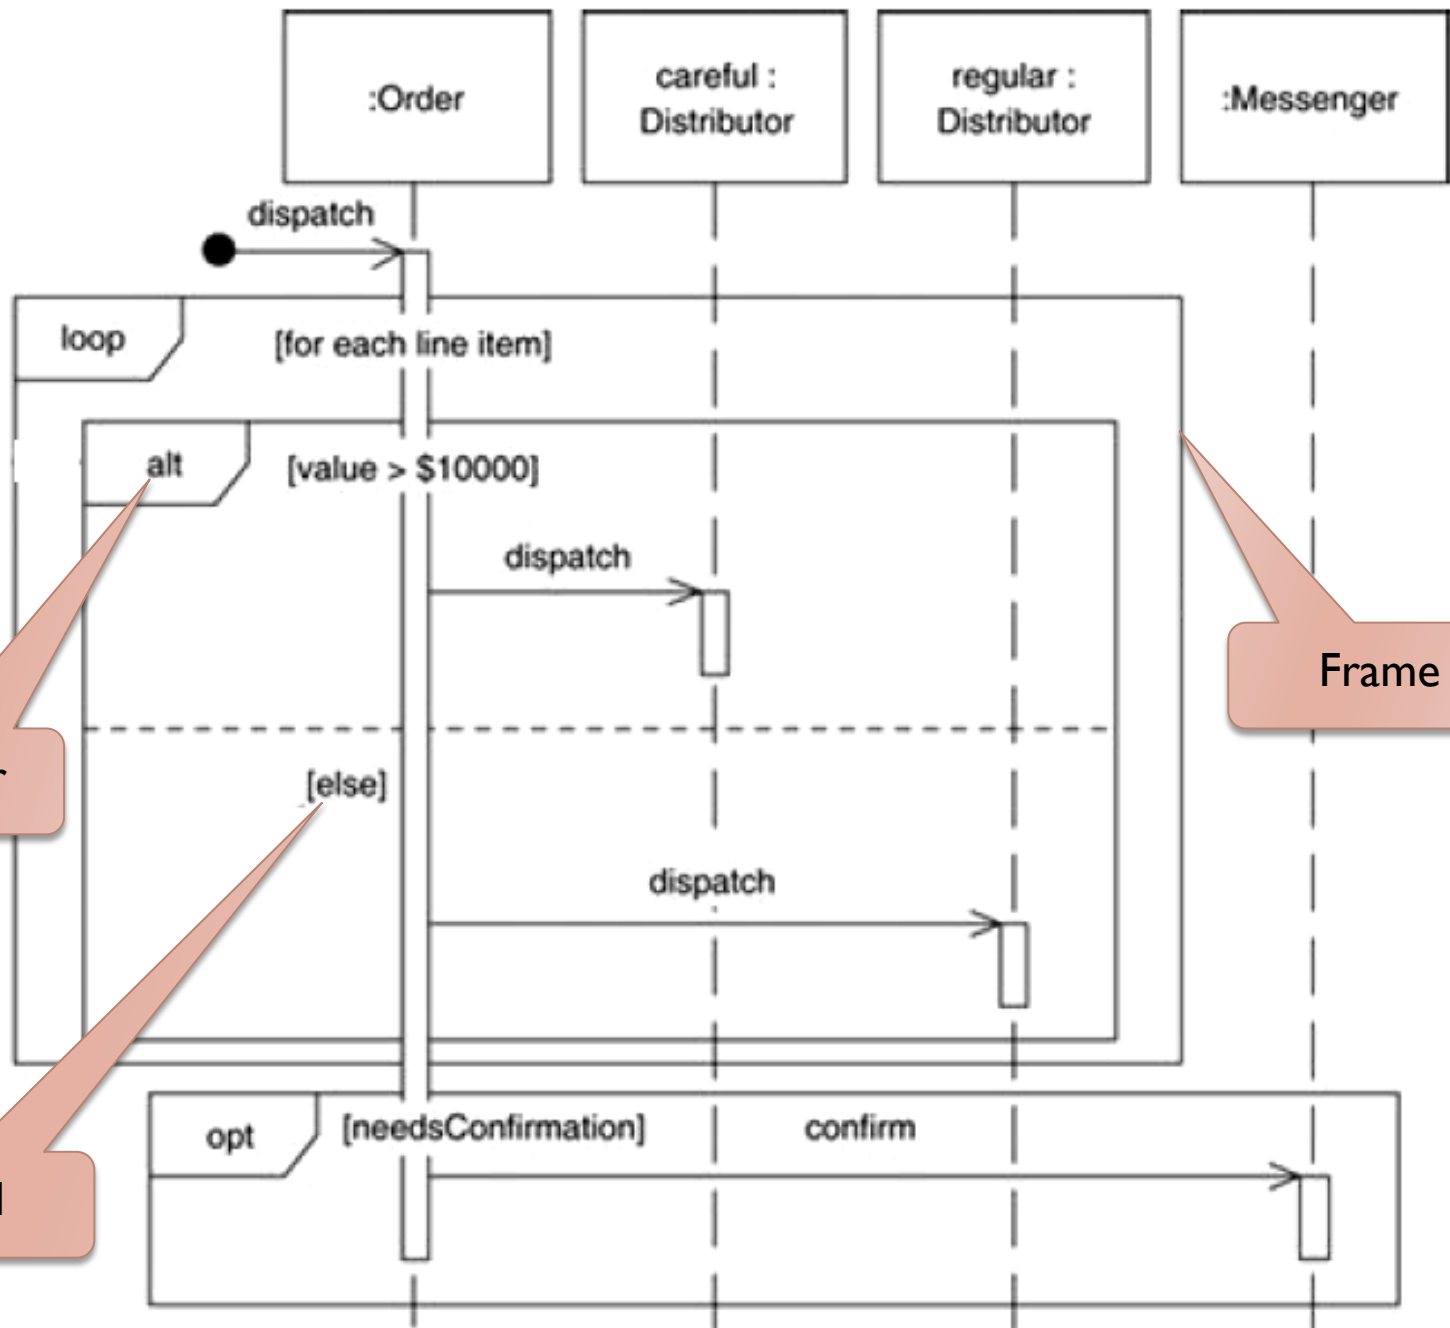 :Order
careful :
Distributor
regular :
Distributor
:Messenger
dispatch
loop
[for each line item]
alt
[value > $10000]
dispatch
Frame
[else]
dispatch
opt
[needsConfirmation]
confirm